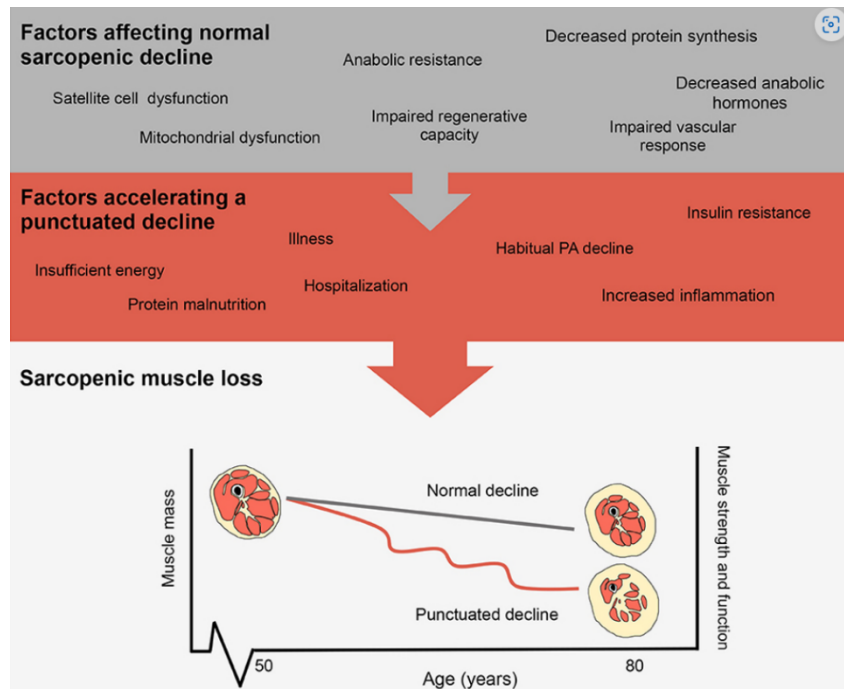 Factors affecting normal
sarcopenic decline
Decreased protein synthesis
Anabolic resistance
Satellite cell dysfunction
Decreased anabolic
hormones
Mitochondrial dysfunction
Impaired regenerative
capacity
Impaired vascular
response
Factors accelerating a
punctuated decline
Insulin resistance
Illness
Habitual PA decline
Insufficient energy
Hospitalization
Protein malnutrition
Increased inflammation
Sarcopenic muscle loss
Muscle mass
Normal decline
Punctuated decline
Muscle strength and function
50
80
Age (years)